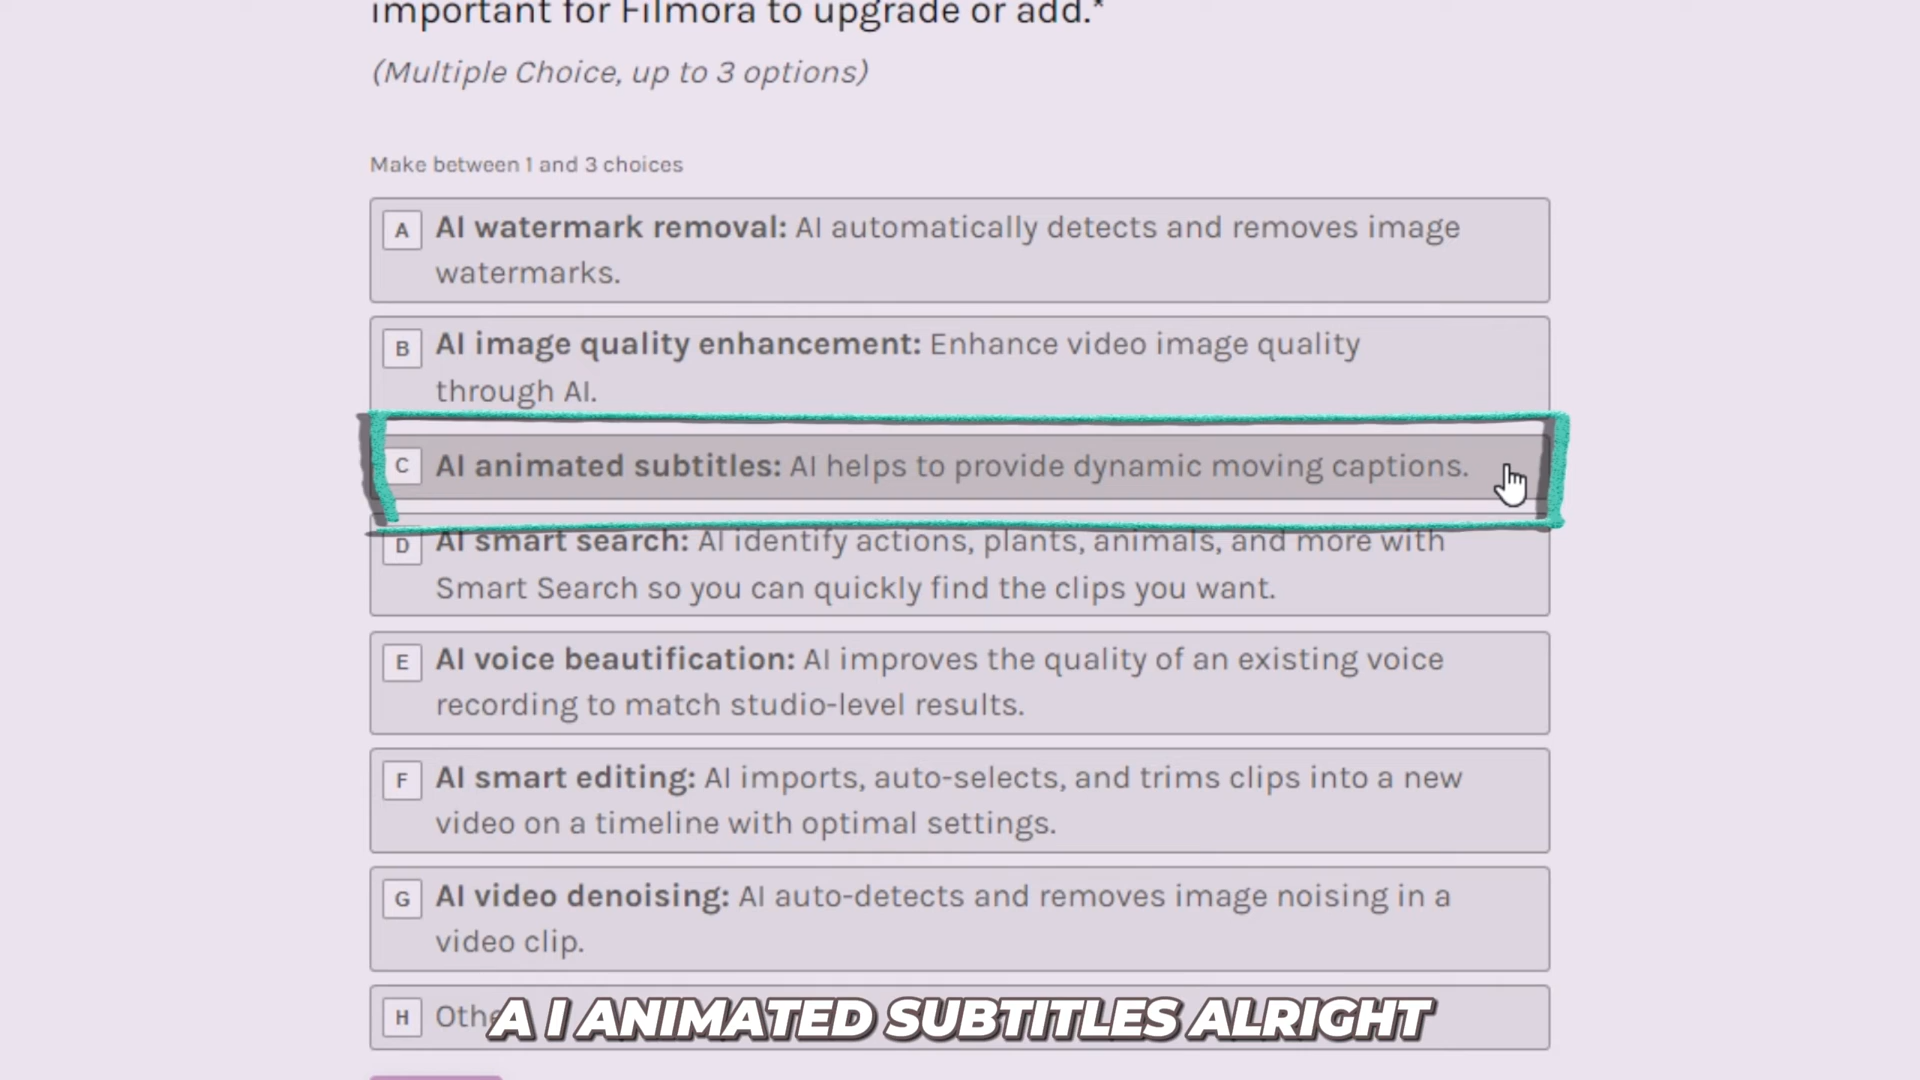 important for Filmora to upgrade or add.*
(Multiple Choice, up to 3 options)
Make between 1 and 3 choices
A AI watermark removal: AI automatically detects and removes image
watermarks.
B AI image quality enhancement: Enhance video image quality
through AI.
C AI animated subtitles: AI helps to provide dynamic moving captions.
D AI smart search: AI identify actions, plants, animals, and more with
Smart Search so you can quickly find the clips you want.
E AI voice beautification: AI improves the quality of an existing voice
recording to match studio-level results.
F AI smart editing: AI imports, auto-selects, and trims clips into a new
video on a timeline with optimal settings.
G AI video denoising: AI auto-detects and removes image noising in a
video clip.
H
A I ANIMATED SUBTITLES ALRIGHT